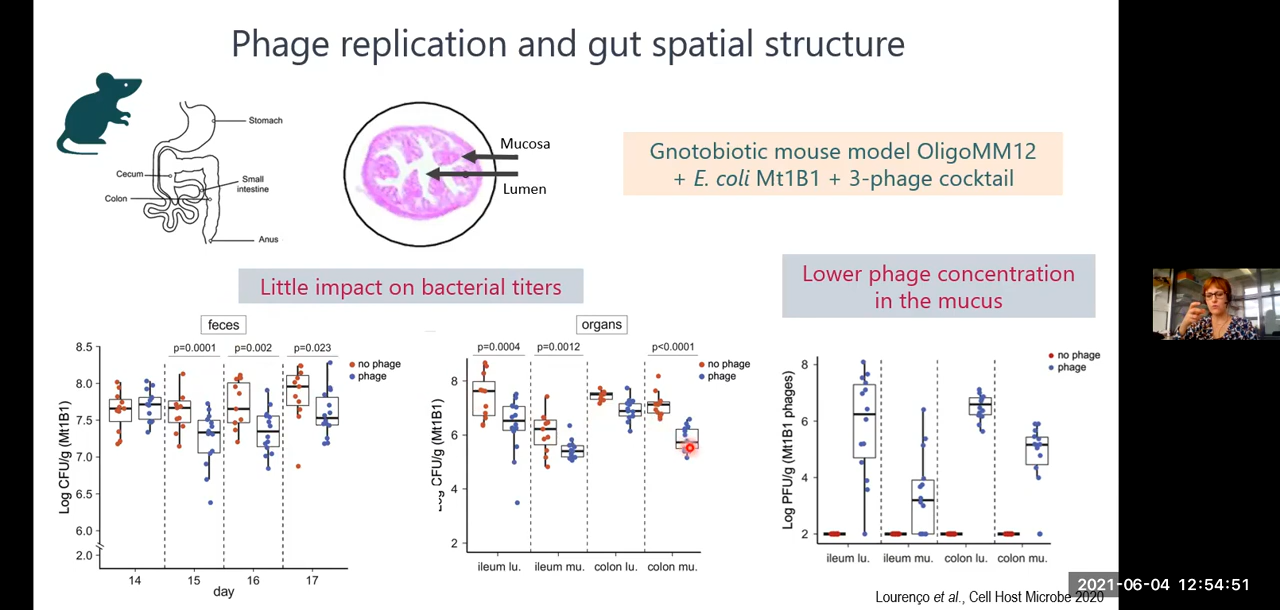 Phage replication and gut spatial structure
Stomach
Cecum
Small
intestine
Colon
Anus
Mucosa
Lumen
Gnotobiotic mouse model OligoMM12
+ E. coli Mt1B1 + 3-phage cocktail
Little impact on bacterial titers
Lower phage concentration
in the mucus
feces
Log CFU/g (Mt1B1)
8.5
8.0
7.5
7.0
6.5
6.0
2.0
p=0.0001
p=0.002
p=0.023
no phage
phage
14
15
16
17
day
organs
Log CFU/g (Mt1B1)
8
6
4
2
p=0.0004
p=0.0012
p<0.0001
no phage
phage
ileum lu.
ileum mu.
colon lu.
colon mu.
Log PFU/g (Mt1B1 phages)
8
6
4
2
no phage
phage
ileum lu.
ileum mu.
colon lu.
colon mu.
2021-06-04 12:54:51
Lourenço et al., Cell Host Microbe 2020